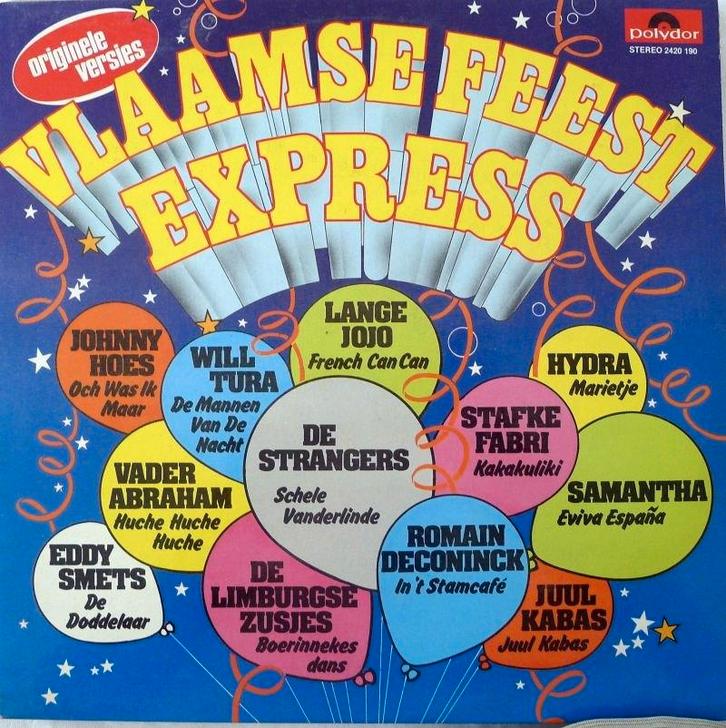 originele
versies
polydor
STEREO 2420 190
VLAAMSE FEEST
EXPRESS
JOHNNY
HOES
Och Was Ik
Maar
WILL
TURA
De Mannen
Van De
Nacht
LANGE
JOJO
French Can Can
HYDRA
Marietje
STAFKE
FABRI
Kakakuliki
DE
STRANGERS
Schele
Vanderlinde
VADER
ABRAHAM
Huche Huche
Huche
SAMANTHA
Eviva España
EDDY
SMETS
De
Doddelaar
DE
LIMBURGSE
ZUSJES
Boerinnekes
dans
ROMAIN
DECONINCK
In 't Stamcafé
JUUL
KABAS
Juul Kabas